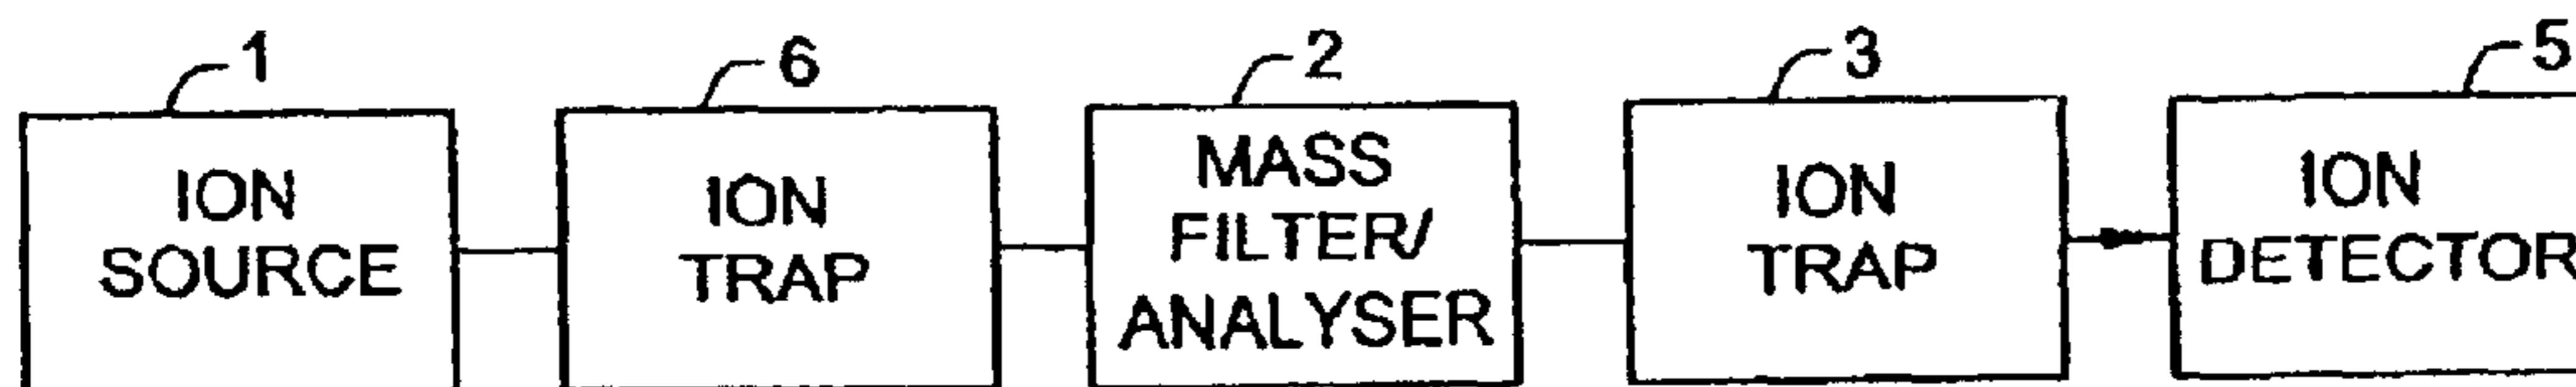 1
6
2
3
5
ION
SOURCE
ION
TRAP
MASS
FILTER/
ANALYSER
ION
TRAP
ION
DETECTOR